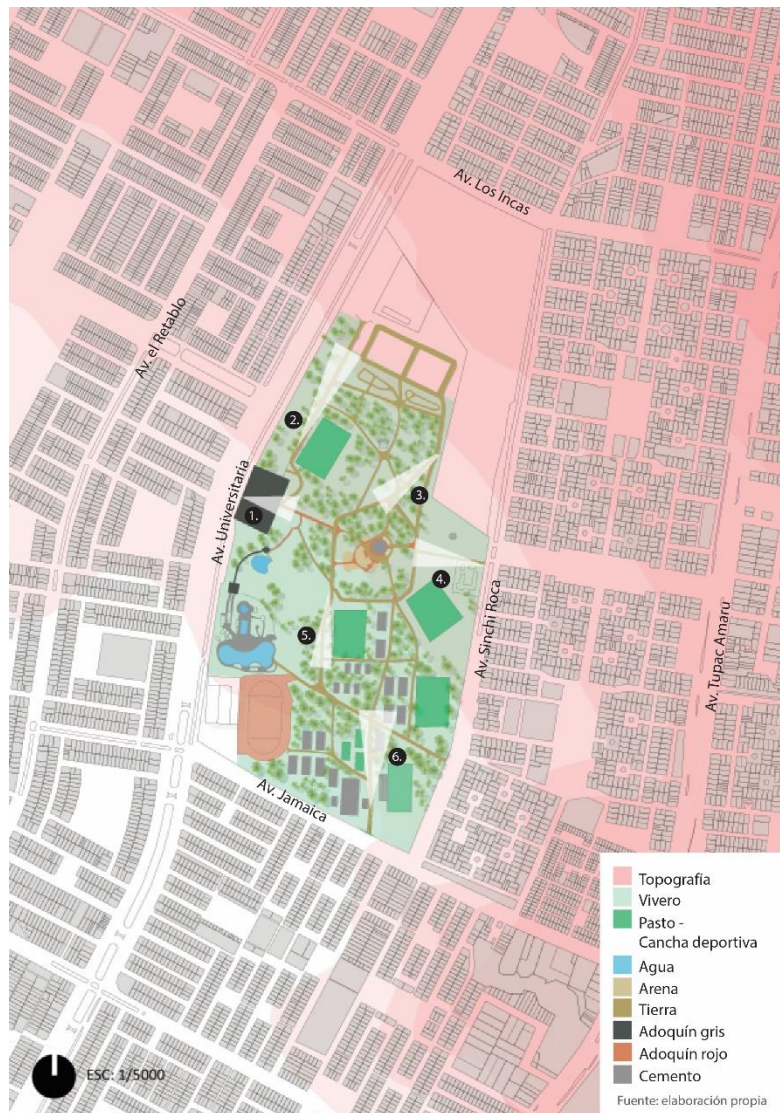 Av. Los Incas
Av. el Retablo
2.
3.
1.
Av. Universitaria
4.
5.
Av. Sinchi Roca
Av. Tupac Amaru
6.
Av. Jamaica
Topografía
Vivero
Pasto -
Cancha deportiva
Agua
Arena
Tierra
Adoquín gris
Adoquín rojo
Cemento
ESC: 1/5000
Fuente: elaboración propia